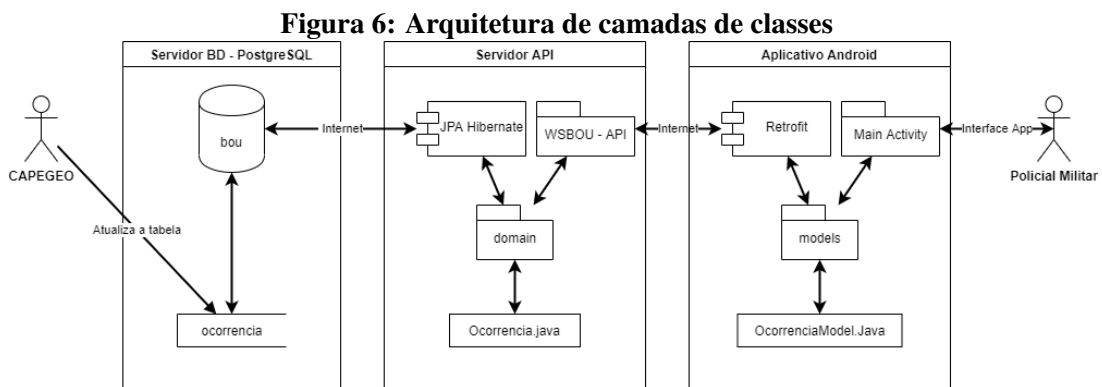 Figura 6: Arquitetura de camadas de classes
Servidor BD - PostgreSQL
Servidor API
Aplicativo Android
bou
Internet
JPA Hibernate
WSBOU - API
Internet
Retrofit
Main Activity
Interface App
CAPEGEO
Policial Militar
Atualiza a tabela
domain
models
ocorrencia
Ocorrencia.java
OcorrenciaModel.Java